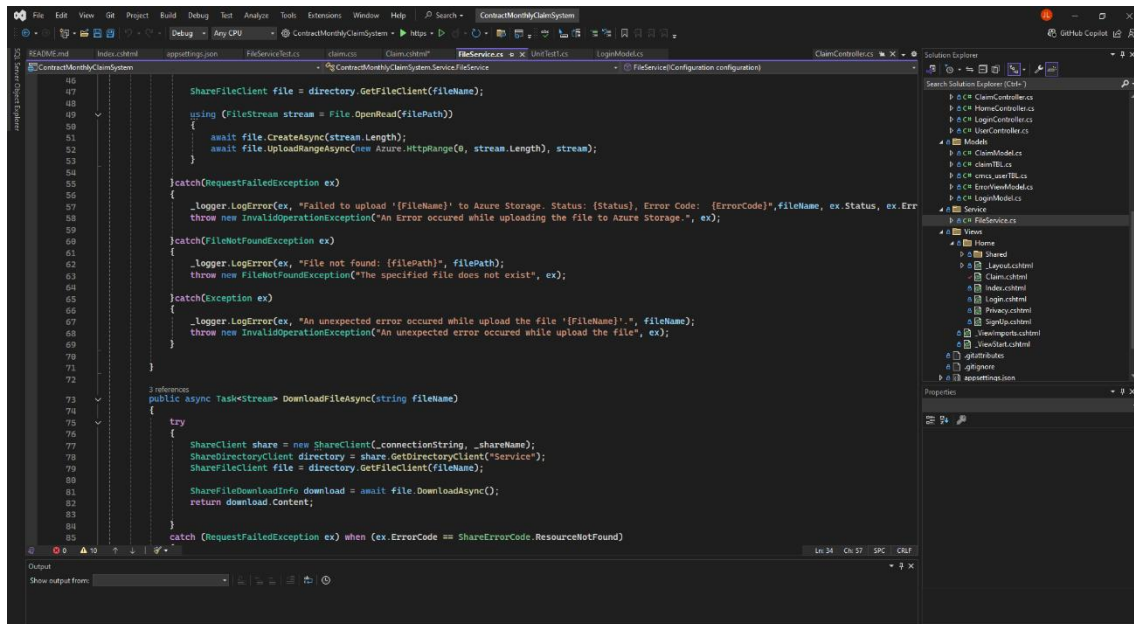 File Edit View Git Project Build Debug Test Analyze Tools Extensions Window Help Search ContractMonthlyClaimSystem
Debug Any CPU ContractMonthlyClaimSystem https GitHub Copilot
README.md Index.cshtml appsettings.json FileServiceTest.cs claim.css Claim.cshtml* FileService.cs UnitTest1.cs LoginModel.cs ClaimController.cs
ContractMonthlyClaimSystem ContractMonthlyClaimSystem.Service.FileService FileService(IConfiguration configuration)
SQL Server Object Explorer
46
47 ShareFileClient file = directory.GetFileClient(fileName);
48
49 using (FileStream stream = File.OpenRead(filePath))
50 {
51 await file.CreateAsync(stream.Length);
52 await file.UploadRangeAsync(new Azure.HttpRange(0, stream.Length), stream);
53 }
54
55 }catch(RequestFailedException ex)
56 {
57 _logger.LogError(ex, "Failed to upload '{FileName}' to Azure Storage. Status: {Status}, Error Code: {ErrorCode}",fileName, ex.Status, ex.Err
58 throw new InvalidOperationException("An Error occured while uploading the file to Azure Storage.", ex);
59
60 }catch(FileNotFoundException ex)
61 {
62 _logger.LogError(ex, "File not found: {filePath}", filePath);
63 throw new FileNotFoundException("The specified file does not exist", ex);
64
65 }catch(Exception ex)
66 {
67 _logger.LogError(ex, "An unexpected error occured while upload the file '{FileName}'.", fileName);
68 throw new InvalidOperationException("An unexpected error occured while upload the file", ex);
69 }
70
71 }
72
3 references
73 public async Task<Stream> DownloadFileAsync(string fileName)
74 {
75 try
76 {
77 ShareClient share = new ShareClient(_connectionString, _shareName);
78 ShareDirectoryClient directory = share.GetDirectoryClient("Service");
79 ShareFileClient file = directory.GetFileClient(fileName);
80
81 ShareFileDownloadInfo download = await file.DownloadAsync();
82 return download.Content;
83
84 }
85 catch (RequestFailedException ex) when (ex.ErrorCode == ShareErrorCode.ResourceNotFound)
0 10 Ln: 34 Ch: 57 SPC CRLF
Output
Show output from:
Solution Explorer
Search Solution Explorer (Ctrl+;)
C# ClaimController.cs
C# HomeController.cs
C# LoginController.cs
C# UserController.cs
Models
C# ClaimModel.cs
C# claimTBL.cs
C# cmcs_userTBL.cs
C# ErrorViewModel.cs
C# LoginModel.cs
Service
C# FileService.cs
Views
Home
Shared
_Layout.cshtml
Claim.cshtml
Index.cshtml
Login.cshtml
Privacy.cshtml
SignUp.cshtml
_ViewImports.cshtml
_ViewStart.cshtml
.gitattributes
.gitignore
appsettings.json
Properties